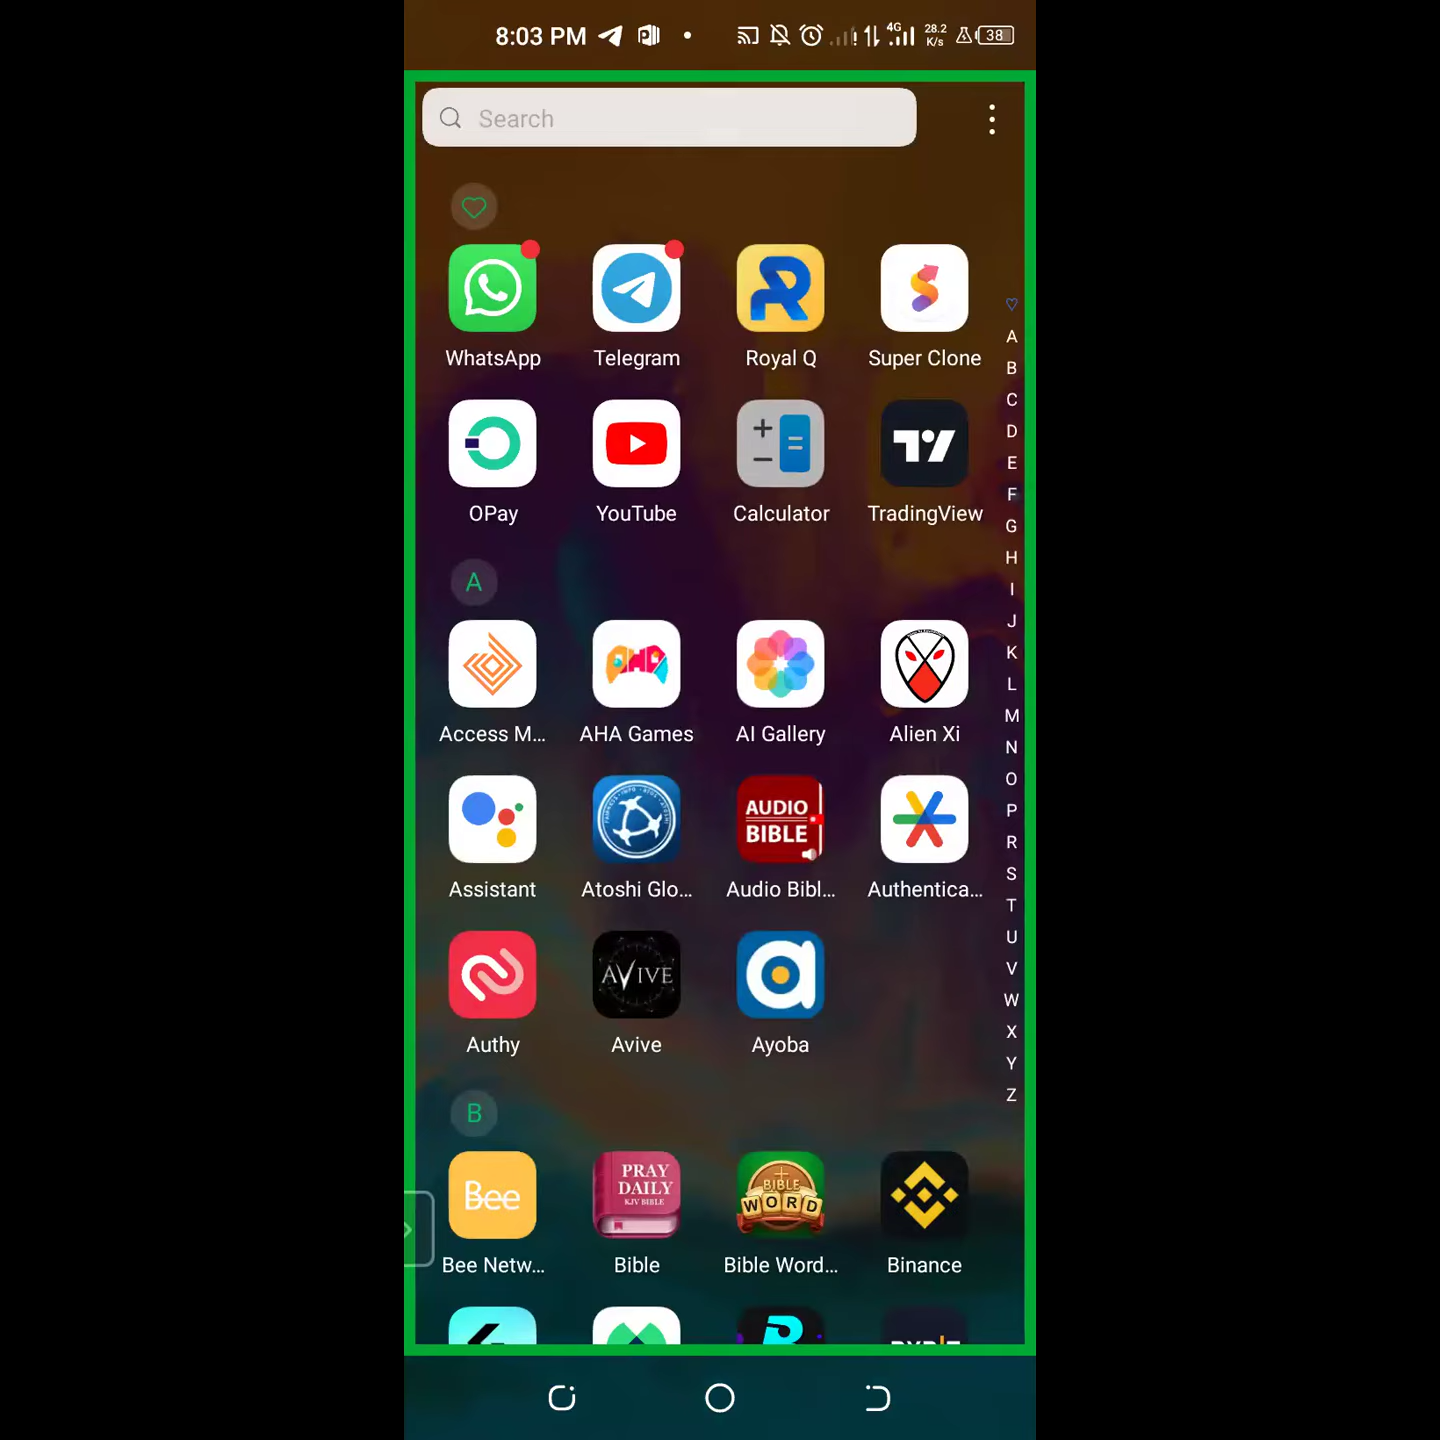 8:03 PM 4G 28.2 K/s 38
Search
WhatsApp Telegram Royal Q Super Clone
OPay YouTube Calculator TradingView
A
Access M... AHA Games AI Gallery Alien Xi
AUDIO
BIBLE
Assistant Atoshi Glo... Audio Bibl... Authentica...
AVIVE
Authy Avive Ayoba
B
Bee
PRAY
DAILY
KJV BIBLE
BIBLE
WORD
Bee Netw... Bible Bible Word... Binance
A
B
C
D
E
F
G
H
I
J
K
L
M
N
O
P
R
S
T
U
V
W
X
Y
Z